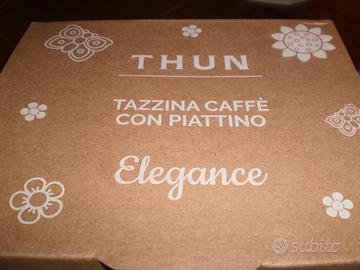 THUN
TAZZINA CAFFÈ
CON PIATTINO
Elegance
subito